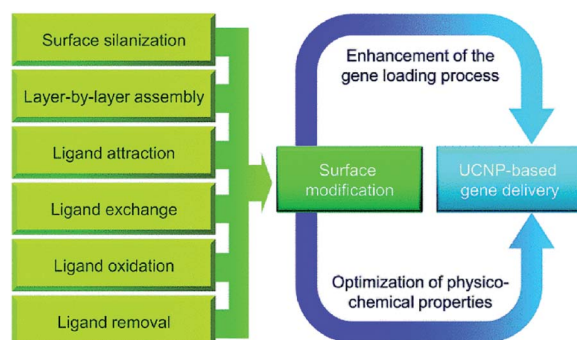 Surface silanization
Layer-by-layer assembly
Ligand attraction
Ligand exchange
Ligand oxidation
Ligand removal
Enhancement of the
gene loading process
Surface
modification
UCNP-based
gene delivery
Optimization of physico-
chemical properties